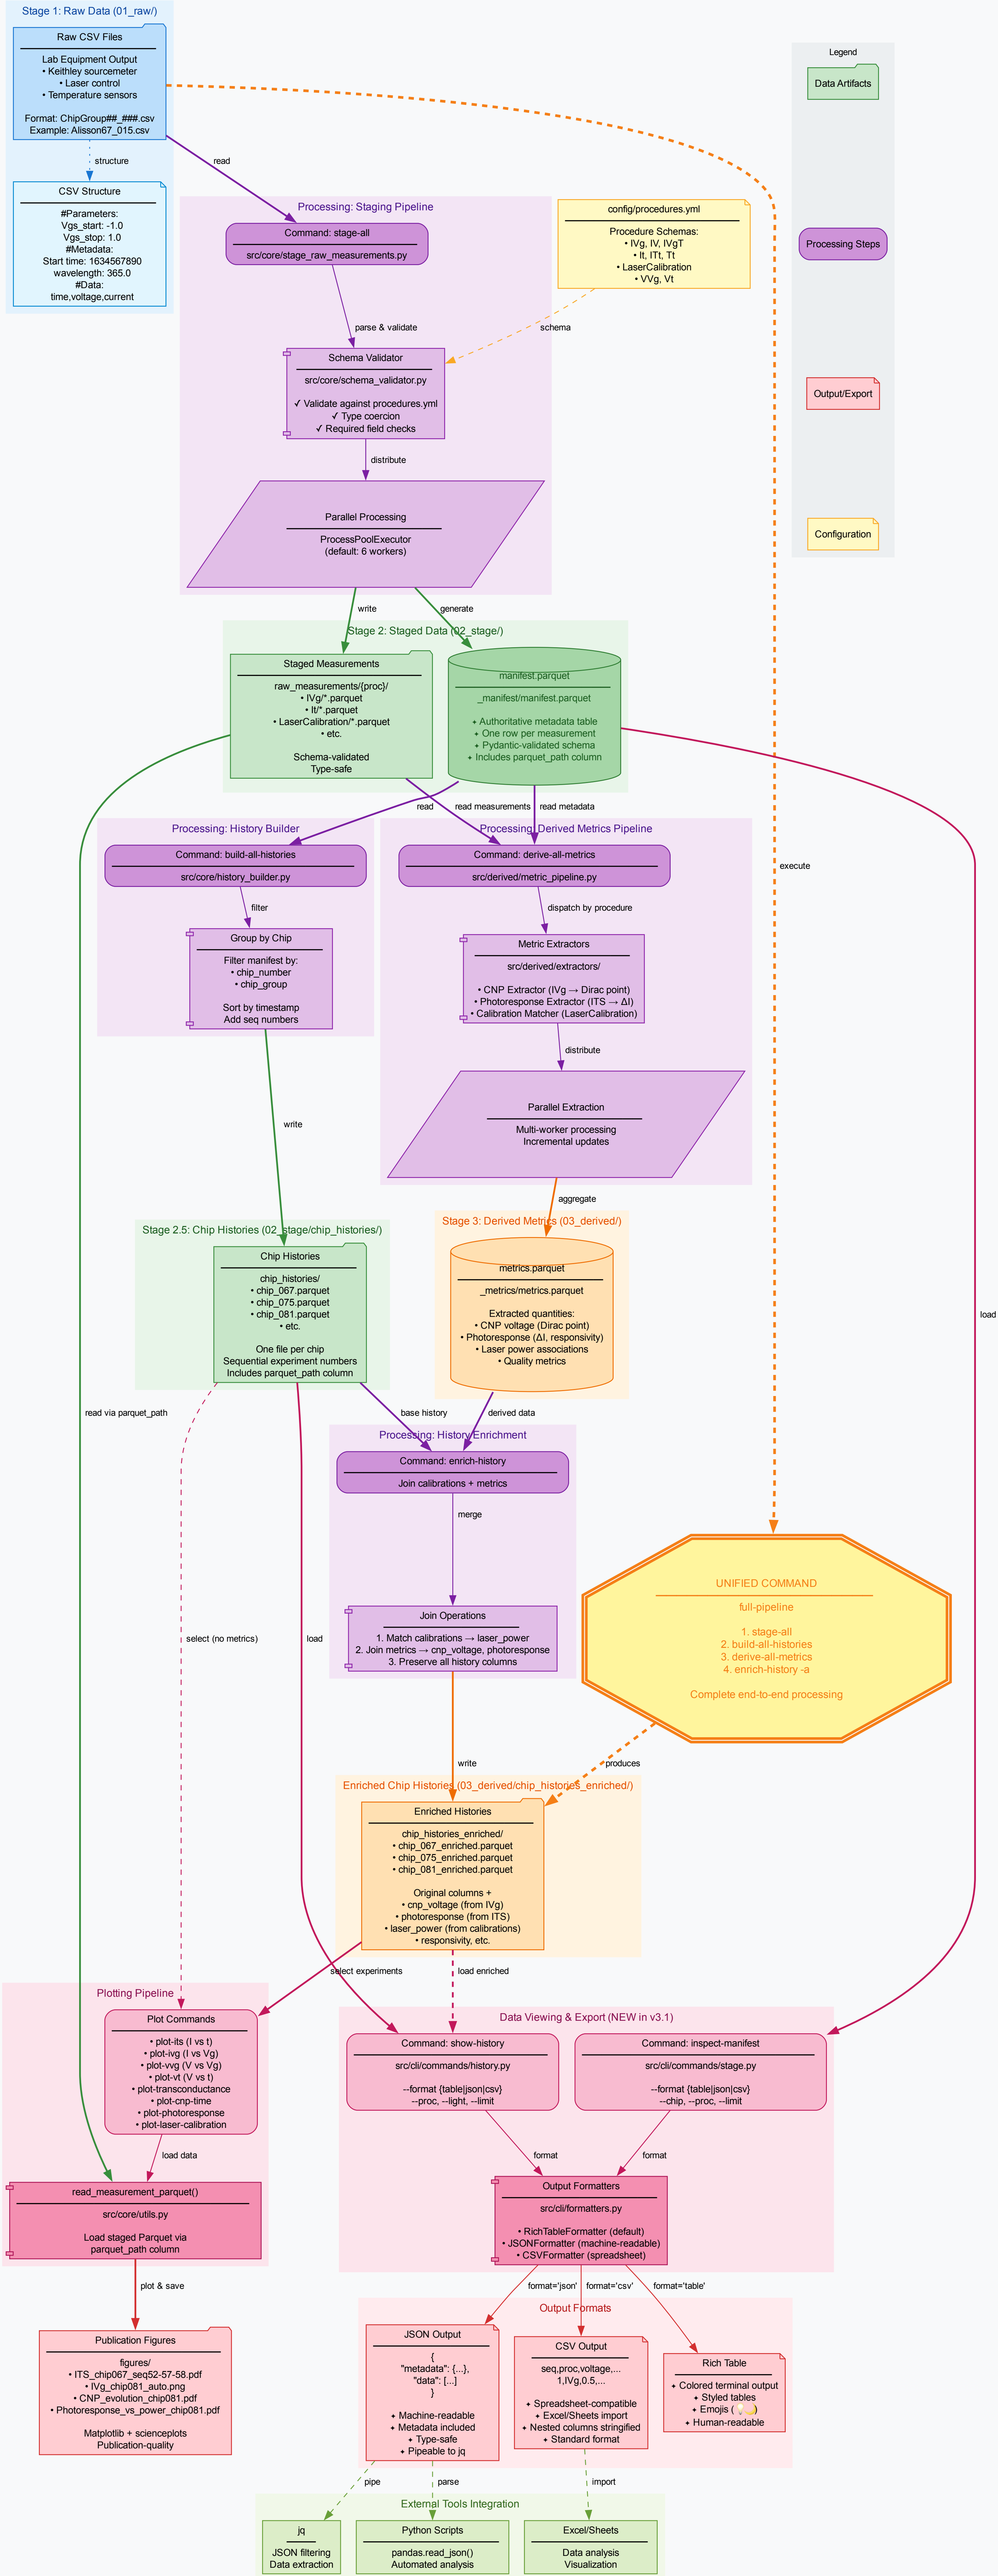 Stage 1: Raw Data (01_raw/)
Raw CSV Files
Lab Equipment Output
• Keithley sourcemeter
• Laser control
• Temperature sensors
Format: ChipGroup##_###.csv
Example: Alisson67_015.csv
structure
CSV Structure
#Parameters:
Vgs_start: -1.0
Vgs_stop: 1.0
#Metadata:
Start time: 1634567890
wavelength: 365.0
#Data:
time,voltage,current
Legend
Data Artifacts
Processing Steps
Output/Export
Configuration
read
Processing: Staging Pipeline
Command: stage-all
src/core/stage_raw_measurements.py
config/procedures.yml
Procedure Schemas:
• IVg, IV, IVgT
• It, ITt, Tt
• LaserCalibration
• VVg, Vt
parse & validate
schema
Schema Validator
src/core/schema_validator.py
✓ Validate against procedures.yml
✓ Type coercion
✓ Required field checks
distribute
Parallel Processing
ProcessPoolExecutor
(default: 6 workers)
write
generate
Stage 2: Staged Data (02_stage/)
Staged Measurements
raw_measurements/{proc}/
• IVg/*.parquet
• It/*.parquet
• LaserCalibration/*.parquet
• etc.
Schema-validated
Type-safe
manifest.parquet
_manifest/manifest.parquet
✦ Authoritative metadata table
✦ One row per measurement
✦ Pydantic-validated schema
✦ Includes parquet_path column
read
read measurements
read metadata
execute
Processing: History Builder
Command: build-all-histories
src/core/history_builder.py
filter
Group by Chip
Filter manifest by:
• chip_number
• chip_group
Sort by timestamp
Add seq numbers
Processing: Derived Metrics Pipeline
Command: derive-all-metrics
src/derived/metric_pipeline.py
dispatch by procedure
Metric Extractors
src/derived/extractors/
• CNP Extractor (IVg → Dirac point)
• Photoresponse Extractor (ITS → ΔI)
• Calibration Matcher (LaserCalibration)
distribute
Parallel Extraction
Multi-worker processing
Incremental updates
write
aggregate
Stage 2.5: Chip Histories (02_stage/chip_histories/)
Chip Histories
chip_histories/
• chip_067.parquet
• chip_075.parquet
• chip_081.parquet
• etc.
One file per chip
Sequential experiment numbers
Includes parquet_path column
Stage 3: Derived Metrics (03_derived/)
metrics.parquet
_metrics/metrics.parquet
Extracted quantities:
• CNP voltage (Dirac point)
• Photoresponse (ΔI, responsivity)
• Laser power associations
• Quality metrics
load
read via parquet_path
base history
derived data
Processing: History Enrichment
Command: enrich-history
Join calibrations + metrics
merge
Join Operations
1. Match calibrations → laser_power
2. Join metrics → cnp_voltage, photoresponse
3. Preserve all history columns
UNIFIED COMMAND
full-pipeline
1. stage-all
2. build-all-histories
3. derive-all-metrics
4. enrich-history -a
Complete end-to-end processing
select (no metrics)
load
write
produces
Enriched Chip Histories (03_derived/chip_histories_enriched/)
Enriched Histories
chip_histories_enriched/
• chip_067_enriched.parquet
• chip_075_enriched.parquet
• chip_081_enriched.parquet
Original columns +
• cnp_voltage (from IVg)
• photoresponse (from ITS)
• laser_power (from calibrations)
• responsivity, etc.
select experiments
load enriched
Plotting Pipeline
Plot Commands
• plot-its (I vs t)
• plot-ivg (I vs Vg)
• plot-vvg (V vs Vg)
• plot-vt (V vs t)
• plot-transconductance
• plot-cnp-time
• plot-photoresponse
• plot-laser-calibration
load data
read_measurement_parquet()
src/core/utils.py
Load staged Parquet via
parquet_path column
plot & save
Publication Figures
figures/
• ITS_chip067_seq52-57-58.pdf
• IVg_chip081_auto.png
• CNP_evolution_chip081.pdf
• Photoresponse_vs_power_chip081.pdf
Matplotlib + scienceplots
Publication-quality
Data Viewing & Export (NEW in v3.1)
Command: show-history
src/cli/commands/history.py
--format {table|json|csv}
--proc, --light, --limit
Command: inspect-manifest
src/cli/commands/stage.py
--format {table|json|csv}
--chip, --proc, --limit
format
format
Output Formatters
src/cli/formatters.py
• RichTableFormatter (default)
• JSONFormatter (machine-readable)
• CSVFormatter (spreadsheet)
format='json'
format='csv'
format='table'
Output Formats
JSON Output
{
"metadata": {...},
"data": [...]
}
✦ Machine-readable
✦ Metadata included
✦ Type-safe
✦ Pipeable to jq
CSV Output
seq,proc,voltage,...
1,IVg,0.5,...
✦ Spreadsheet-compatible
✦ Excel/Sheets import
✦ Nested columns stringified
✦ Standard format
Rich Table
✦ Colored terminal output
✦ Styled tables
✦ Emojis (💡🌙)
✦ Human-readable
pipe
parse
import
External Tools Integration
jq
JSON filtering
Data extraction
Python Scripts
pandas.read_json()
Automated analysis
Excel/Sheets
Data analysis
Visualization